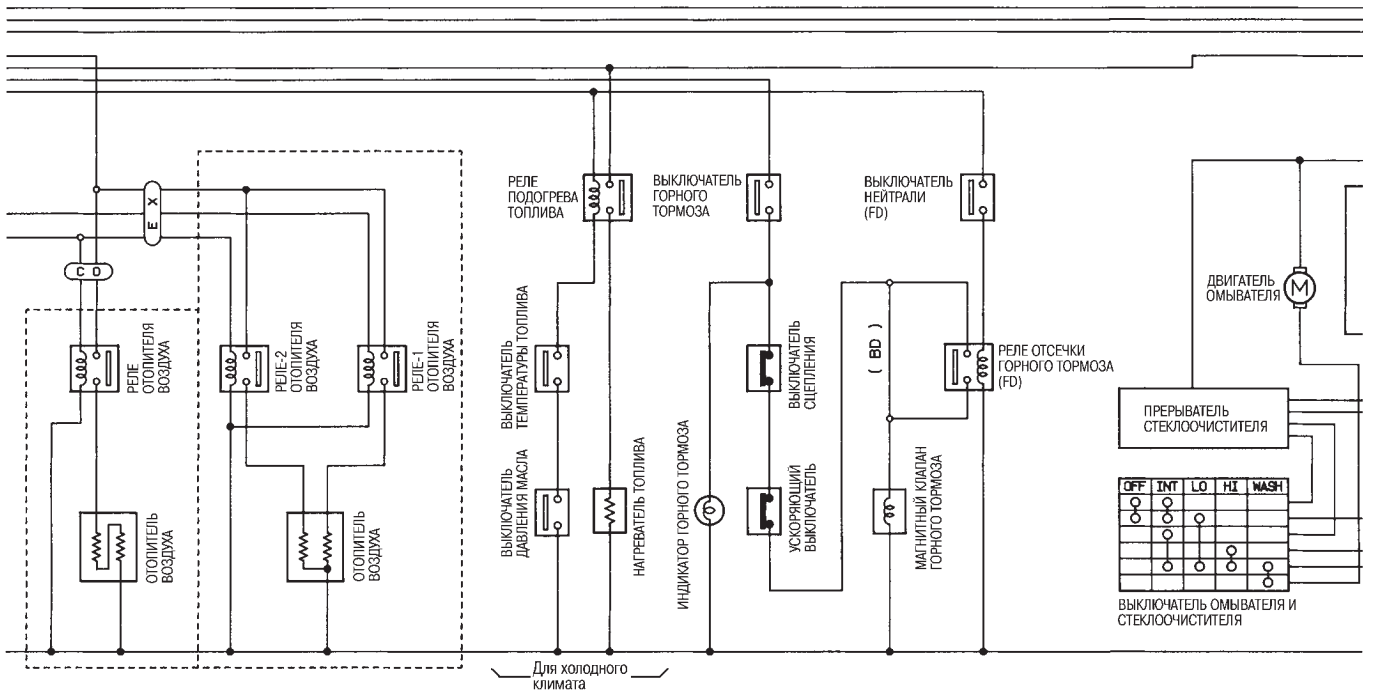 РЕЛЕ
ПОДОГРЕВА
ТОПЛИВА
ВЫКЛЮЧАТЕЛЬ
ГОРНОГО
ТОРМОЗА
ВЫКЛЮЧАТЕЛЬ
НЕЙТРАЛИ
(FD)
E X
C O
ДВИГАТЕЛЬ
ОМЫВАТЕЛЯ
M
РЕЛЕ
ОТОПИТЕЛЯ
ВОЗДУХА
РЕЛЕ-2
ОТОПИТЕЛЯ
ВОЗДУХА
РЕЛЕ-1
ОТОПИТЕЛЯ
ВОЗДУХА
ВЫКЛЮЧАТЕЛЬ
ТЕМПЕРАТУРЫ ТОПЛИВА
ВЫКЛЮЧАТЕЛЬ
СЦЕПЛЕНИЯ
( BD )
РЕЛЕ ОТСЕЧКИ
ГОРНОГО ТОРМОЗА
(FD)
ПРЕРЫВАТЕЛЬ
СТЕКЛООЧИСТИТЕЛЯ
ОТОПИТЕЛЬ
ВОЗДУХА
ОТОПИТЕЛЬ
ВОЗДУХА
ВЫКЛЮЧАТЕЛЬ
ДАВЛЕНИЯ МАСЛА
НАГРЕВАТЕЛЬ ТОПЛИВА
ИНДИКАТОР ГОРНОГО ТОРМОЗА
УСКОРЯЮЩИЙ
ВЫКЛЮЧАТЕЛЬ
МАГНИТНЫЙ КЛАПАН
ГОРНОГО ТОРМОЗА
OFF INT LO HI WASH
ВЫКЛЮЧАТЕЛЬ ОМЫВАТЕЛЯ И
СТЕКЛООЧИСТИТЕЛЯ
Для холодного
климата